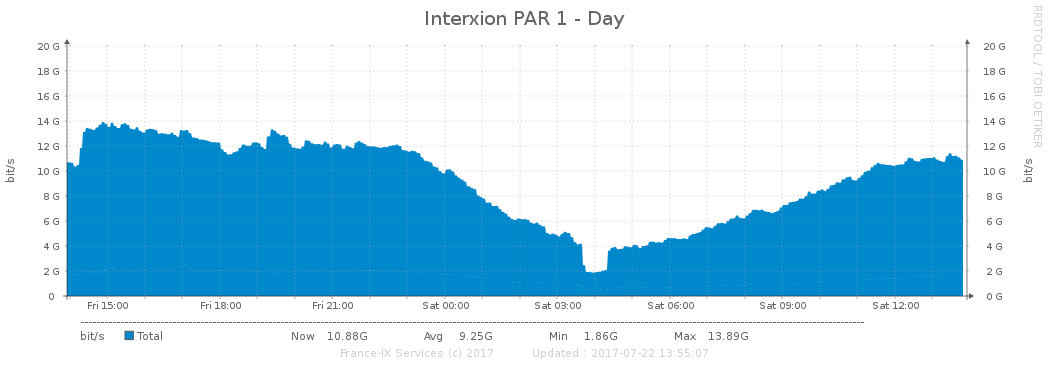 Interxion PAR 1 - Day
RRDTOOL / TOBI OETIKER
bit/s
20 G 20 G
18 G 18 G
16 G 16 G
14 G 14 G
12 G 12 G
10 G 10 G
8 G 8 G
6 G 6 G
4 G 4 G
2 G 2 G
0 0 G
bit/s
Fri 15:00 Fri 18:00 Fri 21:00 Sat 00:00 Sat 03:00 Sat 06:00 Sat 09:00 Sat 12:00
bit/s Total Now 10.88G Avg 9.25G Min 1.86G Max 13.89G
France-IX Services (c) 2017 Updated : 2017-07-22 13:55:07